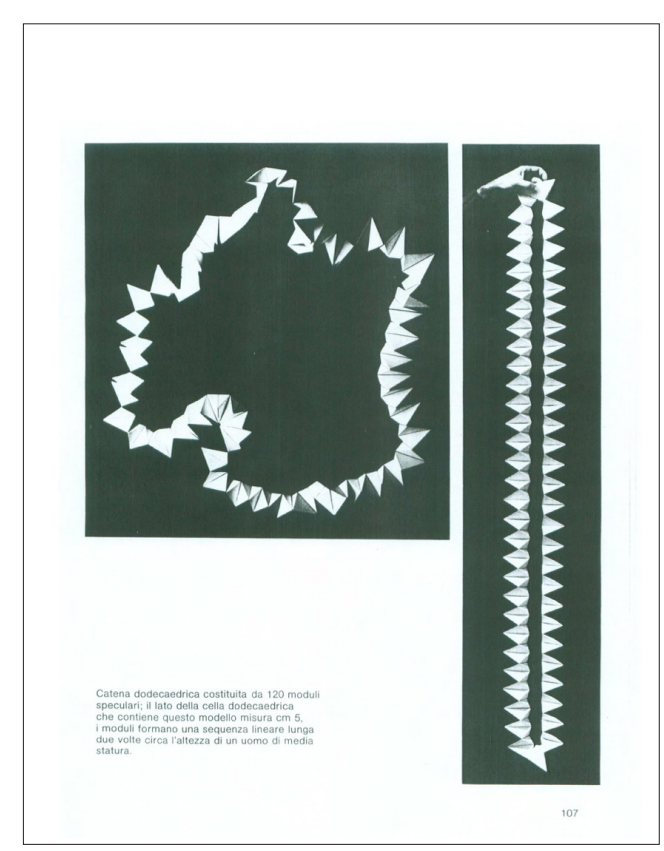 Catena dodecaedrica costituita da 120 moduli
speculari; il lato della cella dodecaedrica
che contiene questo modello misura cm 5,
i moduli formano una sequenza lineare lunga
due volte circa l'altezza di un uomo di media
statura.
107